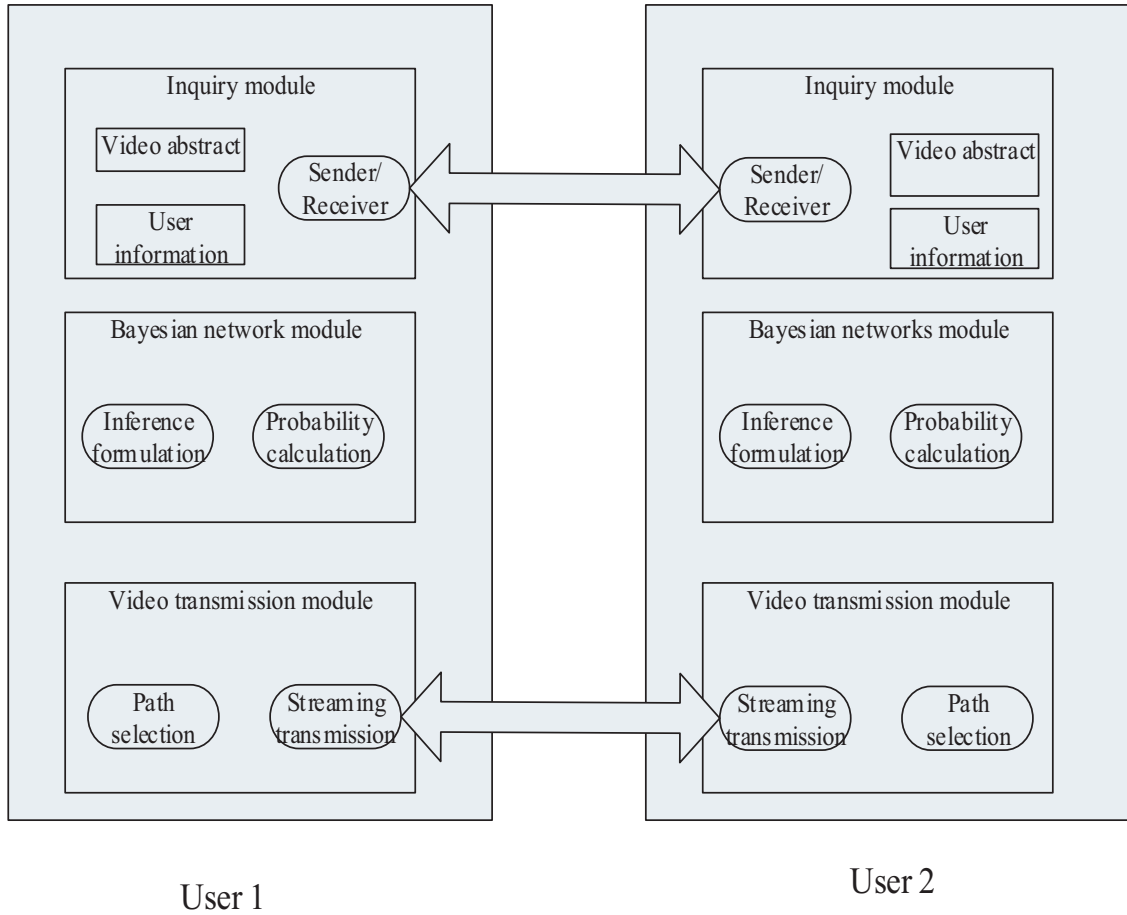 Inquiry module
Video abstract
Sender/
Receiver
User
information
Bayesian network module
Inference
formulation
Probability
calculation
Video transmission module
Path
selection
Streaming
transmission
User 1
Inquiry module
Sender/
Receiver
Video abstract
User
information
Bayesian networks module
Inference
formulation
Probability
calculation
Video transmission module
Streaming
transmission
Path
selection
User 2